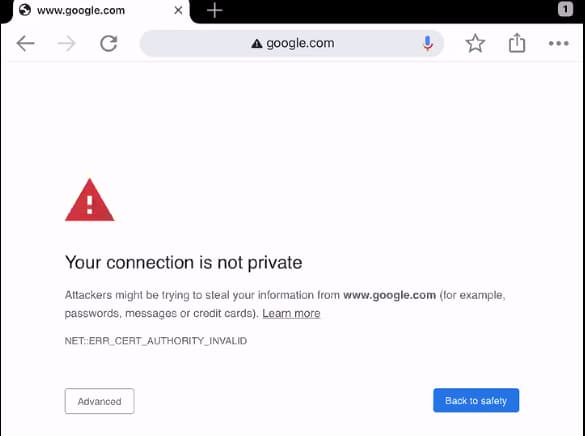 www.google.com
1
google.com
Your connection is not private
Attackers might be trying to steal your information from www.google.com (for example,
passwords, messages or credit cards). Learn more
NET::ERR_CERT_AUTHORITY_INVALID
Advanced
Back to safety